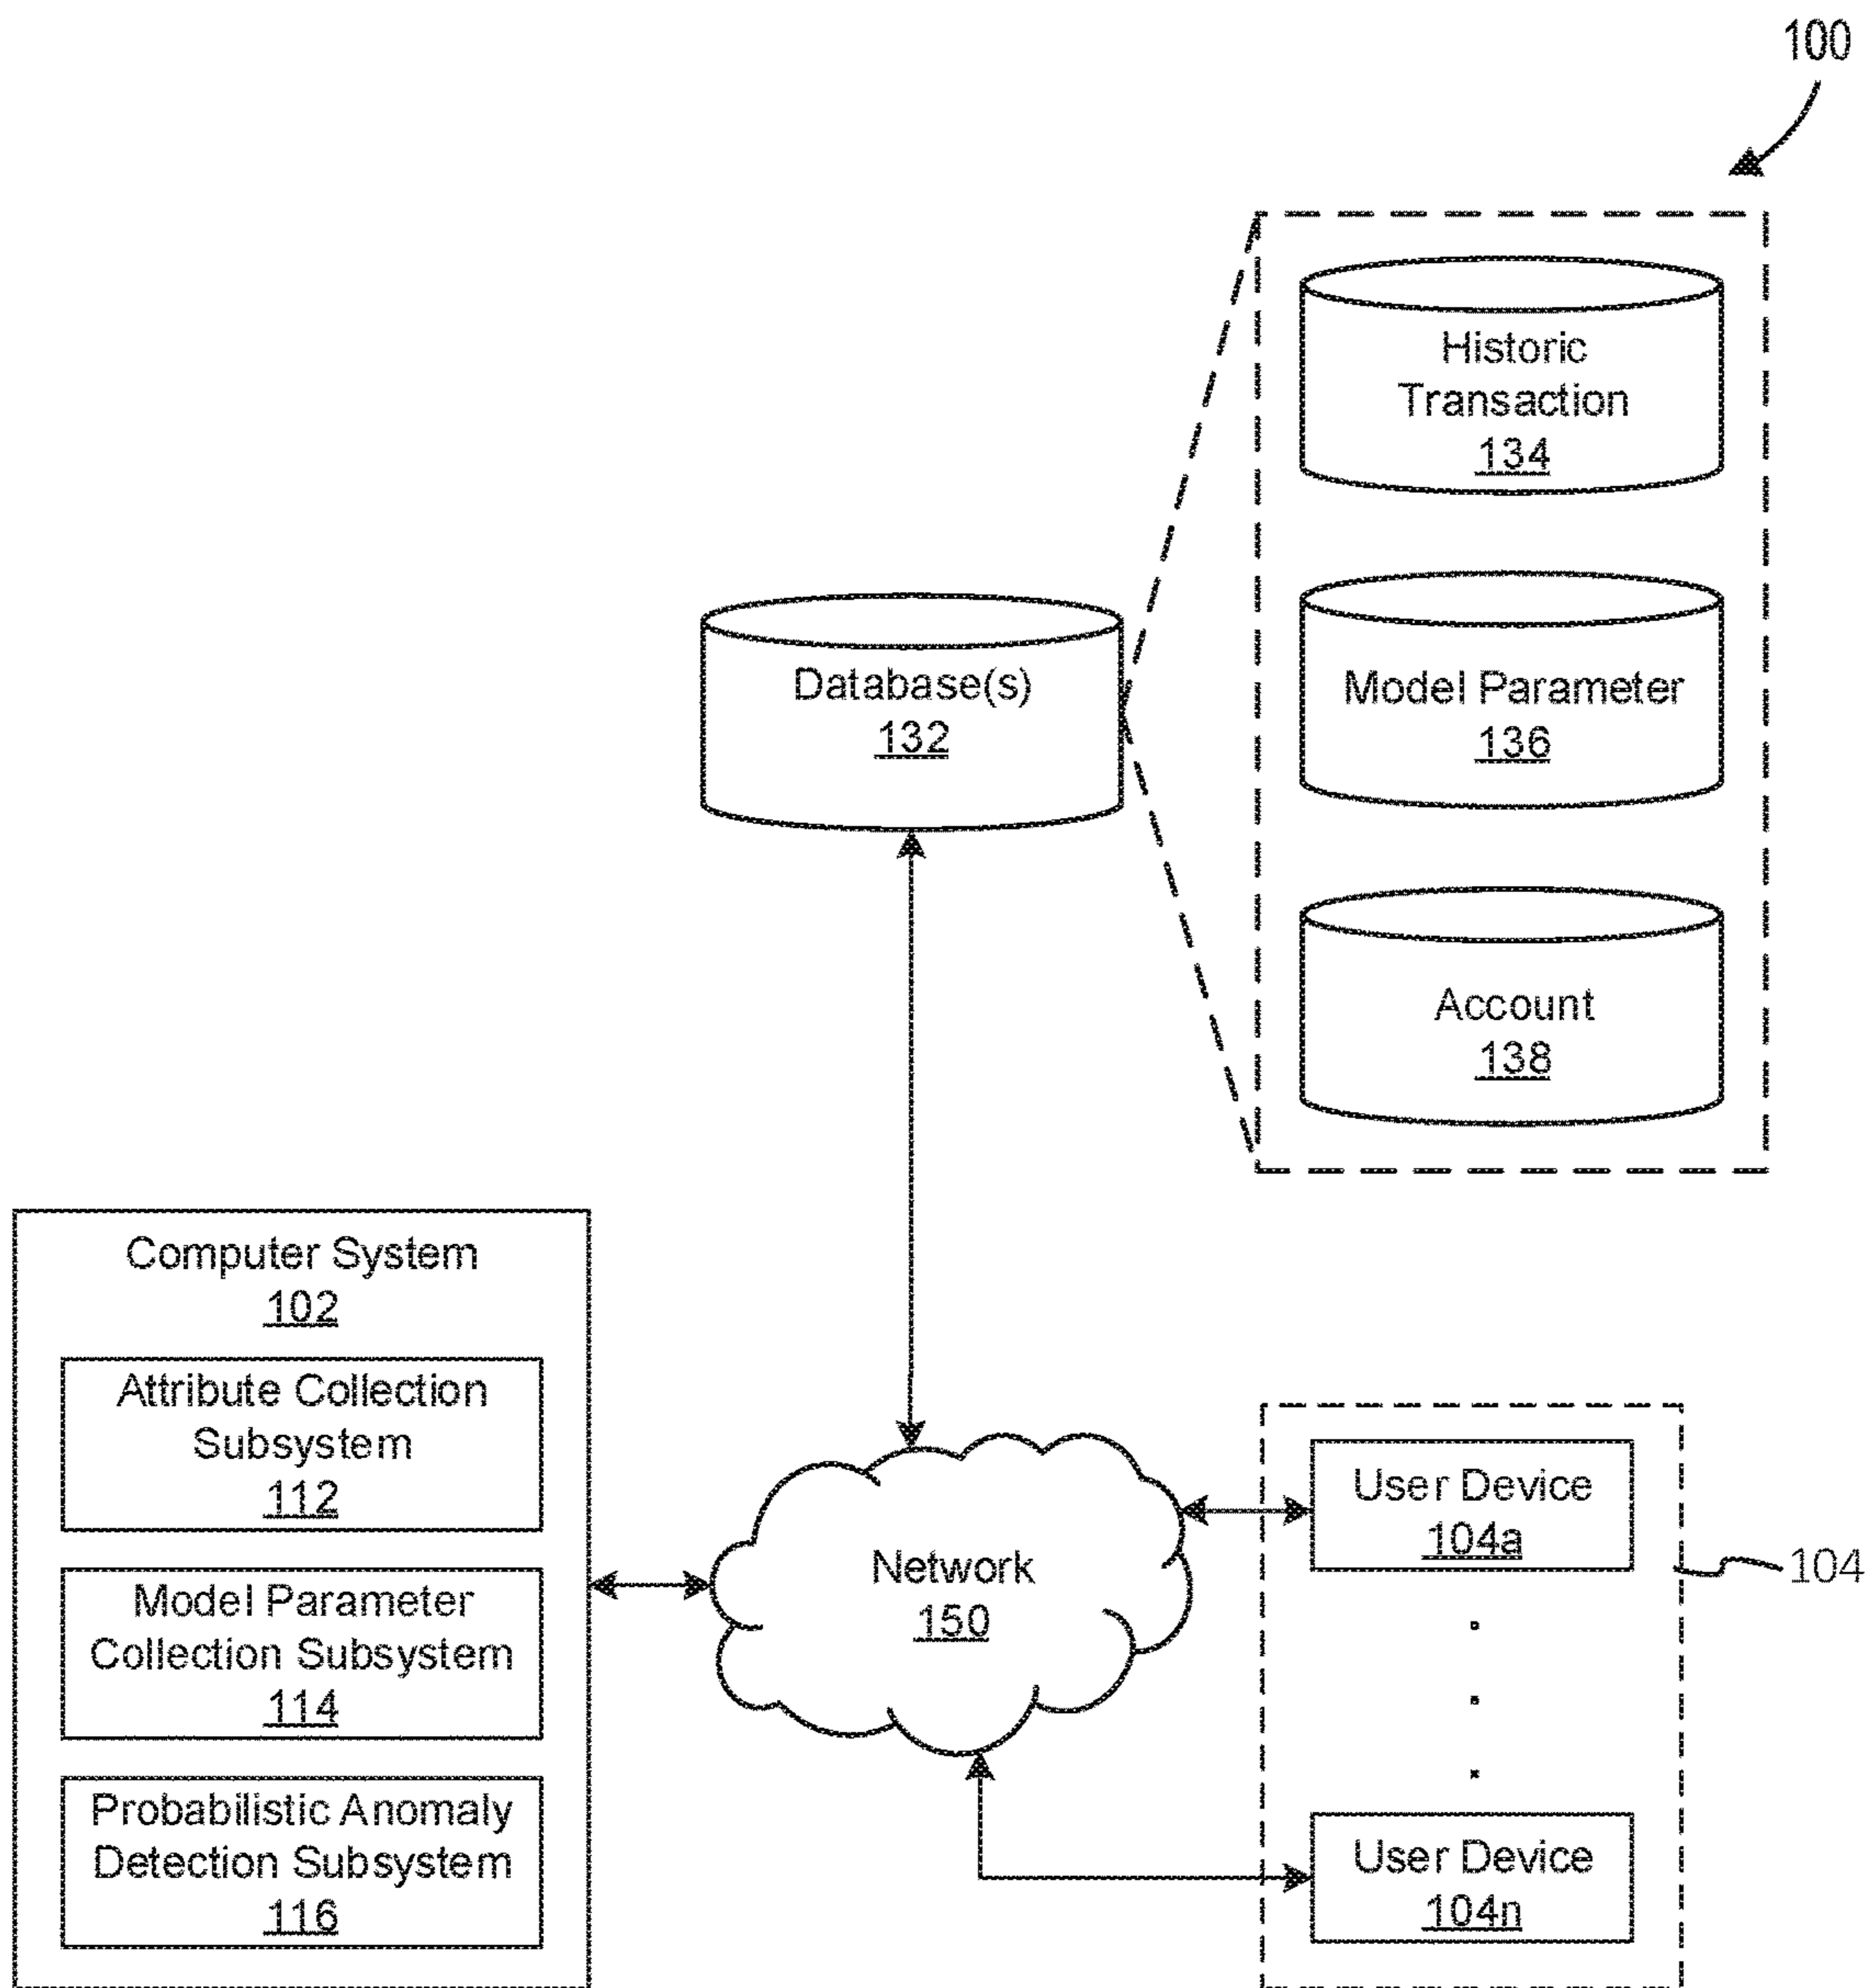 100
Historic
Transaction
134
Database(s)
132
Model Parameter
136
Account
138
Computer System
102
Attribute Collection
Subsystem
112
Model Parameter
Collection Subsystem
114
Probabilistic Anomaly
Detection Subsystem
116
Network
150
User Device
104a
104
User Device
104n